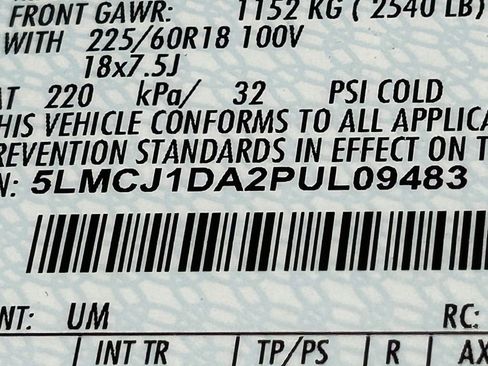 FRONT GAWR: 1152 KG ( 2540 LB)
WITH 225/60R18 100V
18x7.5J
AT 220 kPa/ 32 PSI COLD
THIS VEHICLE CONFORMS TO ALL APPLICA
REVENTION STANDARDS IN EFFECT ON T
N: 5LMCJ1DA2PUL09483
NT: UM RC:
INT TR TP/PS R AX